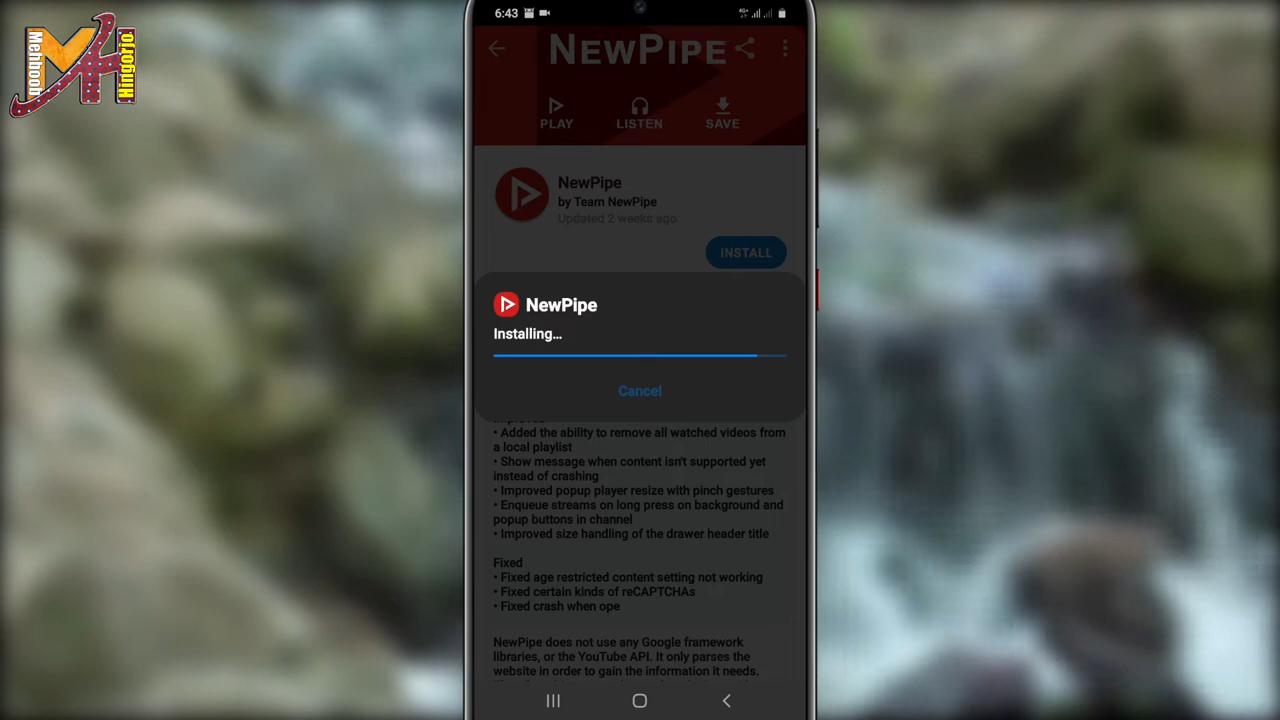 Mehboob
Hingorjo
6:43
4G+
NEWPIPE
PLAY
LISTEN
SAVE
NewPipe
by Team NewPipe
Updated 2 weeks ago
INSTALL
NewPipe
Installing...
Cancel
• Added the ability to remove all watched videos from
a local playlist
• Show message when content isn't supported yet
instead of crashing
• Improved popup player resize with pinch gestures
• Enqueue streams on long press on background and
popup buttons in channel
• Improved size handling of the drawer header title
Fixed
• Fixed age restricted content setting not working
• Fixed certain kinds of reCAPTCHAs
• Fixed crash when ope
NewPipe does not use any Google framework
libraries, or the YouTube API. It only parses the
website in order to gain the information it needs.